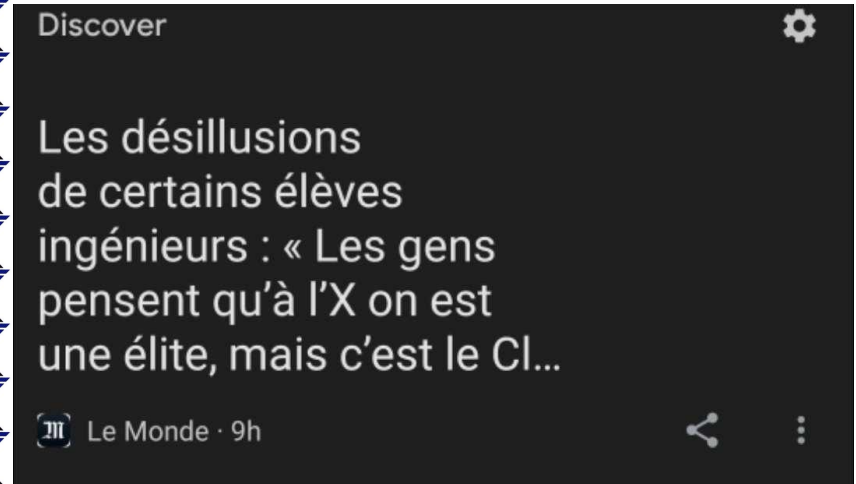 Discover
Les désillusions
de certains élèves
ingénieurs : « Les gens
pensent qu’à l’X on est
une élite, mais c’est le Cl…
Le Monde · 9h